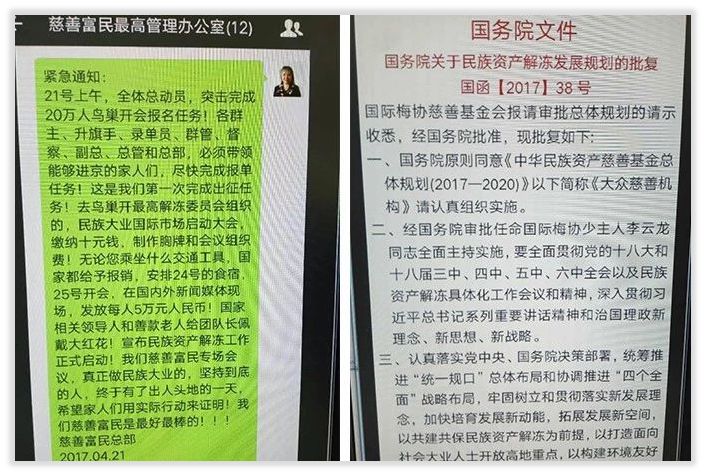 慈善富民最高管理办公室(12)
紧急通知:
21号上午，全体总动员，突击完成
20万人鸟巢开会报名任务！各群
主、升旗手、录单员、群管、督
察、副总、总管和总部，必须带领
能够进京的家人们，尽快完成报单
任务！这是我们第一次完成出征任
务！去鸟巢开最高解冻委员会组织
的，民族大业国际市场启动大会，
缴纳十元钱，制作胸牌和会议组织
费！无论您乘坐什么交通工具，国
家都给予报销，安排24号的食宿，
25号开会，在国内外新闻媒体现
场，发放每人5万元人民币！国家
相关领导人和善款老人给团队长佩
戴大红花！宣布民族资产解冻工作
正式启动！我们慈善富民专场会
议，真正做民族大业的，坚持到底
的人，终于有了出人头地的一天，
希望家人们用实际行动来证明！我
们慈善富民是最好最棒的！！！
慈善富民总部
2017.04.21
国务院文件
国务院关于民族资产解冻发展规划的批复
国函【2017】38 号
国际梅协慈善基金会报请审批总体规划的请示
收悉，经国务院批准，现批复如下：
一、国务院原则同意《中华民族资产慈善基金总
体规划(2017—2020)》以下简称《大众慈善机
构》请认真组织实施。
二、经国务院审批任命国际梅协少主人李云龙
同志全面主持实施，要全面贯彻党的十八大和
十八届三中、四中、五中、六中全会以及民族
资产解冻具体化工作会议和精神，深入贯彻习
近平总书记系列重要讲话精神和治国理政新
理念、新思想、新战略。
三、认真落实党中央、国务院决策部署，统筹推
进“统一规口”总体布局和协调推进“四个全
面”战略布局，牢固树立和贯彻落实新发展理
念，加快培育发展新动能，拓展发展新空间，
以共建共保民族资产解冻为前提，以打造面向
社会大业人士开放高地重点，以构建环境友好